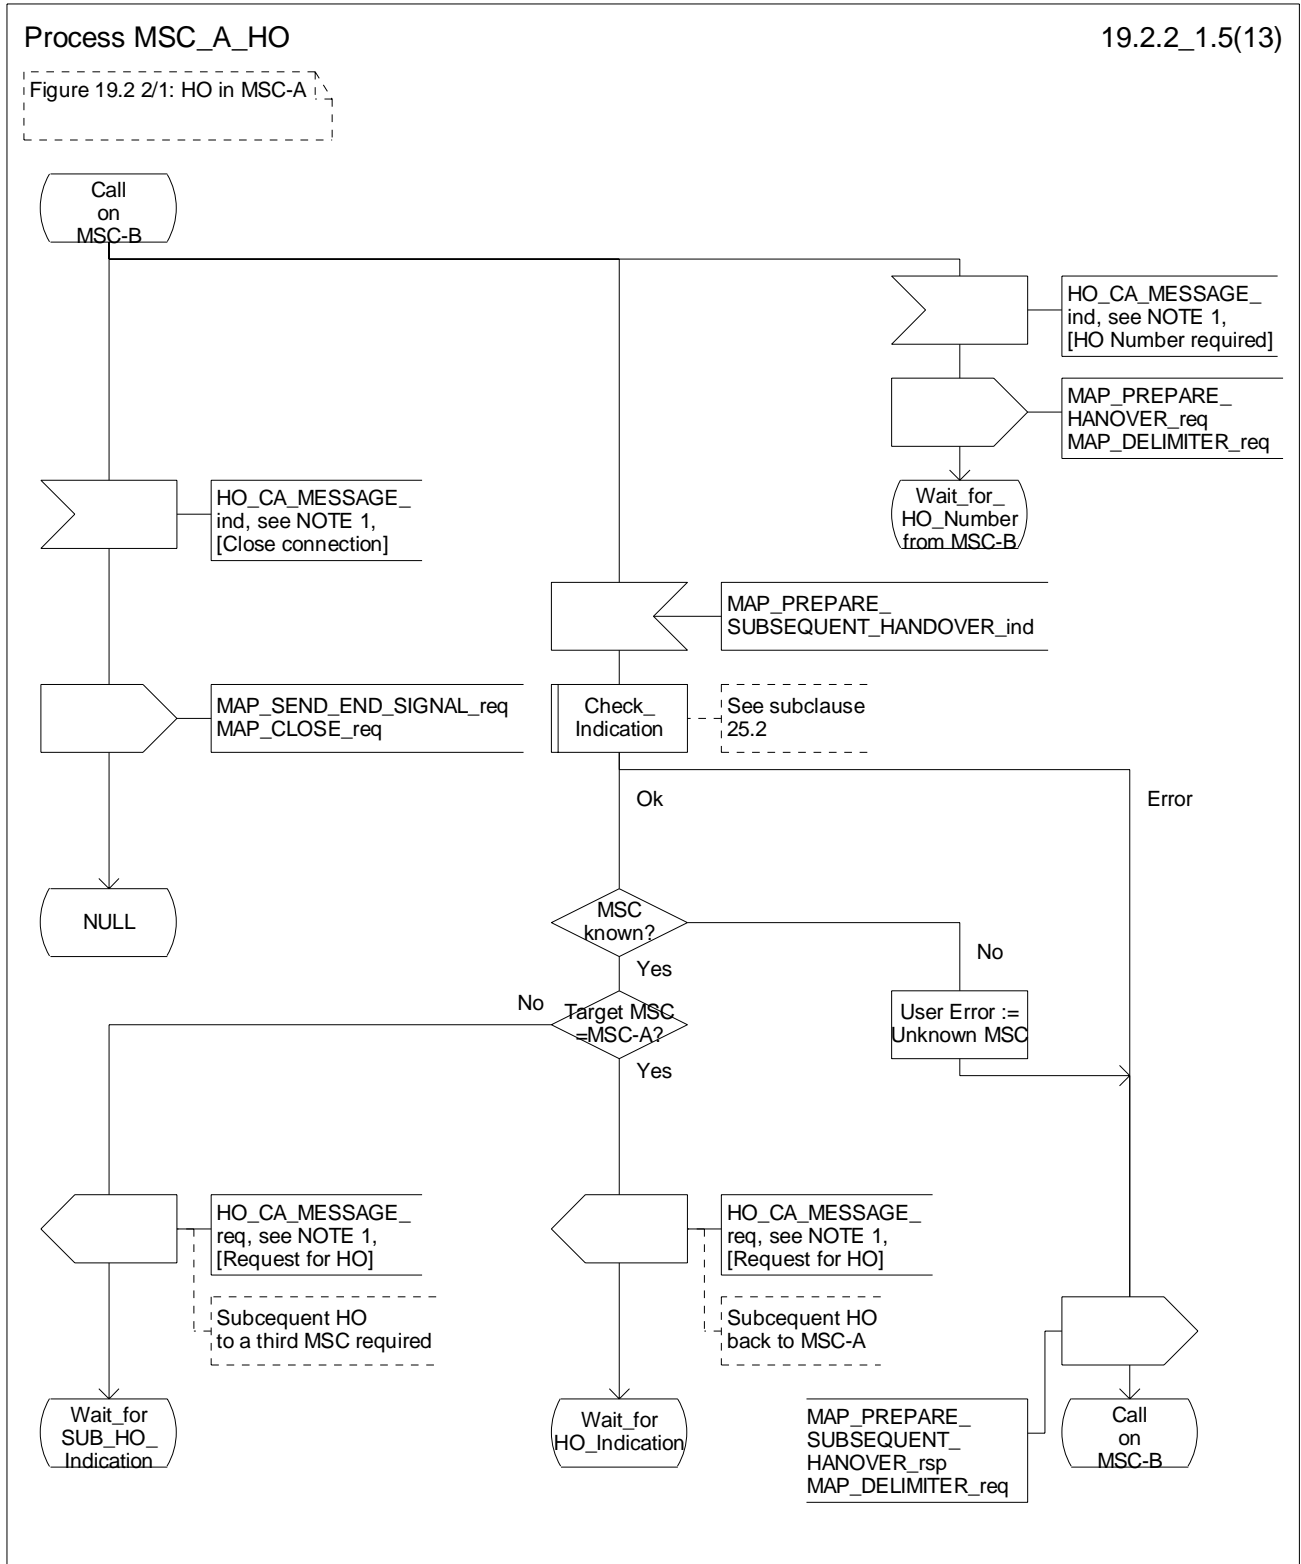 Process MSC_A_HO
19.2.2_1.5(13)
Figure 19.2 2/1: HO in MSC-A
Call
on
MSC-B
HO_CA_MESSAGE_
ind, see NOTE 1,
[HO Number required]
MAP_PREPARE_
HANOVER_req
MAP_DELIMITER_req
Wait_for_
HO_Number
from MSC-B
HO_CA_MESSAGE_
ind, see NOTE 1,
[Close connection]
MAP_PREPARE_
SUBSEQUENT_HANDOVER_ind
MAP_SEND_END_SIGNAL_req
MAP_CLOSE_req
Check_
Indication
See subclause
25.2
Ok
Error
NULL
MSC
known?
No
Yes
No
Target MSC
=MSC-A?
User Error :=
Unknown MSC
Yes
HO_CA_MESSAGE_
req, see NOTE 1,
[Request for HO]
HO_CA_MESSAGE_
req, see NOTE 1,
[Request for HO]
Subcequent HO
to a third MSC required
Subcequent HO
back to MSC-A
Wait_for
SUB_HO_
Indication
Wait_for
HO_Indication
MAP_PREPARE_
SUBSEQUENT_
HANOVER_rsp
MAP_DELIMITER_req
Call
on
MSC-B